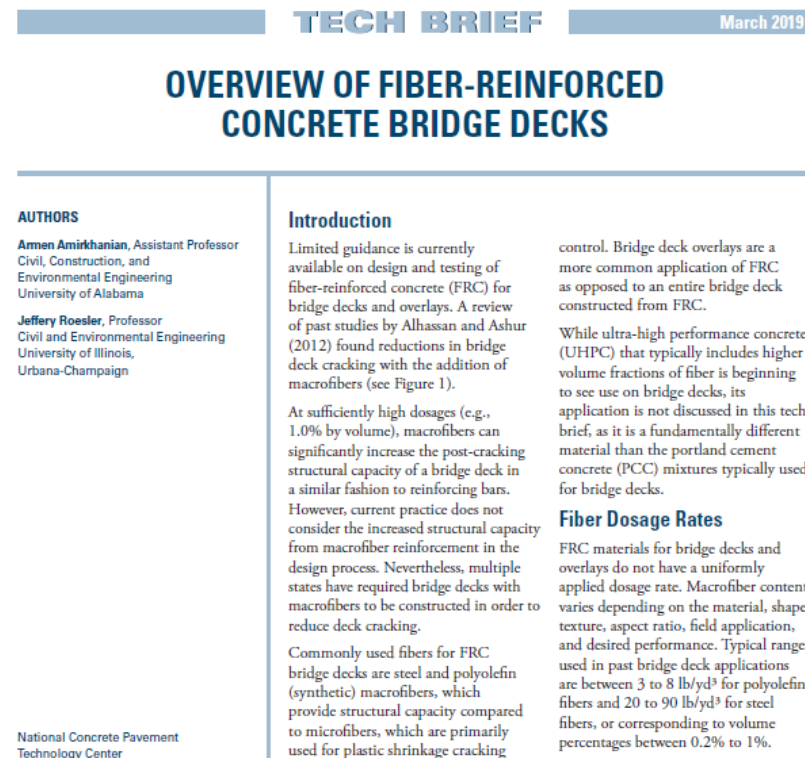 TECH BRIEF
March 2019
OVERVIEW OF FIBER-REINFORCED
CONCRETE BRIDGE DECKS
AUTHORS
Armen Amirkhanian, Assistant Professor
Civil, Construction, and
Environmental Engineering
University of Alabama
Jeffery Roesler, Professor
Civil and Environmental Engineering
University of Illinois,
Urbana-Champaign
National Concrete Pavement
Technology Center
Introduction
Limited guidance is currently
available on design and testing of
fiber-reinforced concrete (FRC) for
bridge decks and overlays. A review
of past studies by Alhassan and Ashur
(2012) found reductions in bridge
deck cracking with the addition of
macrofibers (see Figure 1).
At sufficiently high dosages (e.g.,
1.0% by volume), macrofibers can
significantly increase the post-cracking
structural capacity of a bridge deck in
a similar fashion to reinforcing bars.
However, current practice does not
consider the increased structural capacity
from macrofiber reinforcement in the
design process. Nevertheless, multiple
states have required bridge decks with
macrofibers to be constructed in order to
reduce deck cracking.
Commonly used fibers for FRC
bridge decks are steel and polyolefin
(synthetic) macrofibers, which
provide structural capacity compared
to microfibers, which are primarily
used for plastic shrinkage cracking
control. Bridge deck overlays are a
more common application of FRC
as opposed to an entire bridge deck
constructed from FRC.
While ultra-high performance concrete
(UHPC) that typically includes higher
volume fractions of fiber is beginning
to see use on bridge decks, its
application is not discussed in this tech
brief, as it is a fundamentally different
material than the portland cement
concrete (PCC) mixtures typically used
for bridge decks.
Fiber Dosage Rates
FRC materials for bridge decks and
overlays do not have a uniformly
applied dosage rate. Macrofiber content
varies depending on the material, shape
texture, aspect ratio, field application,
and desired performance. Typical range
used in past bridge deck applications
are between 3 to 8 lb/yd³ for polyolefin
fibers and 20 to 90 lb/yd³ for steel
fibers, or corresponding to volume
percentages between 0.2% to 1%.